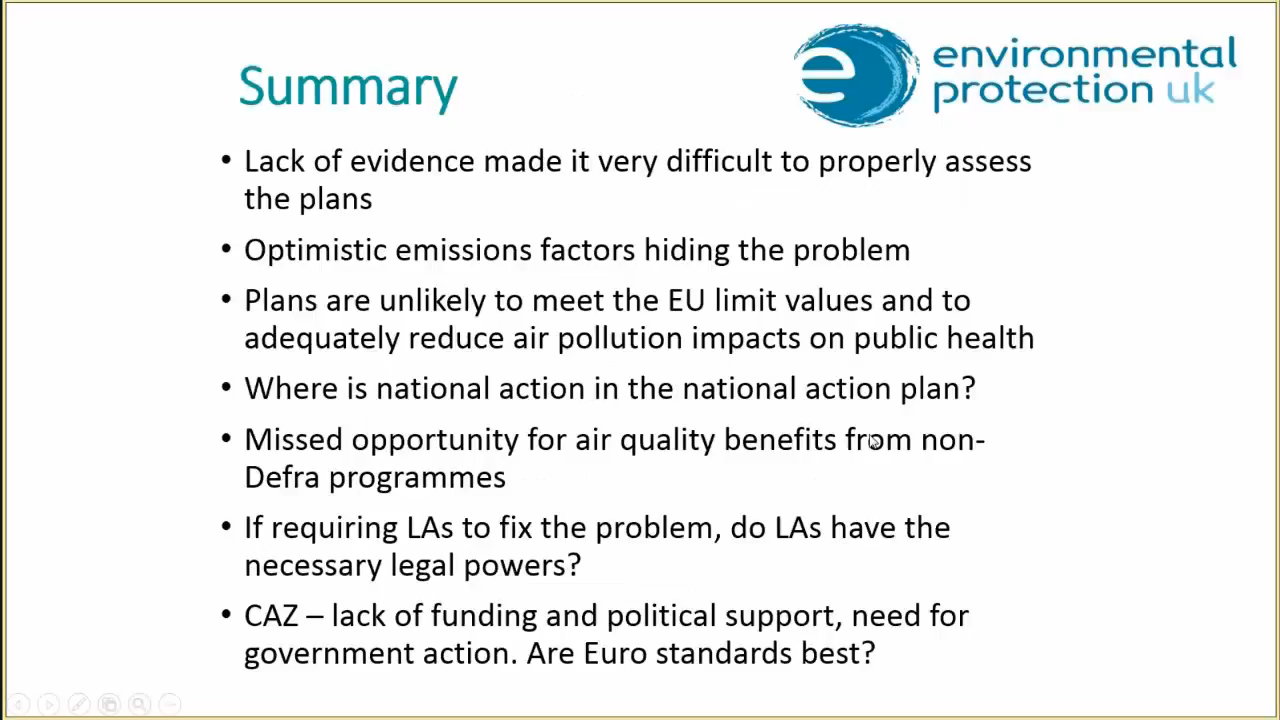 Summary
environmental
protection uk
• Lack of evidence made it very difficult to properly assess
the plans
• Optimistic emissions factors hiding the problem
• Plans are unlikely to meet the EU limit values and to
adequately reduce air pollution impacts on public health
• Where is national action in the national action plan?
• Missed opportunity for air quality benefits from non-
Defra programmes
• If requiring LAs to fix the problem, do LAs have the
necessary legal powers?
• CAZ – lack of funding and political support, need for
government action. Are Euro standards best?